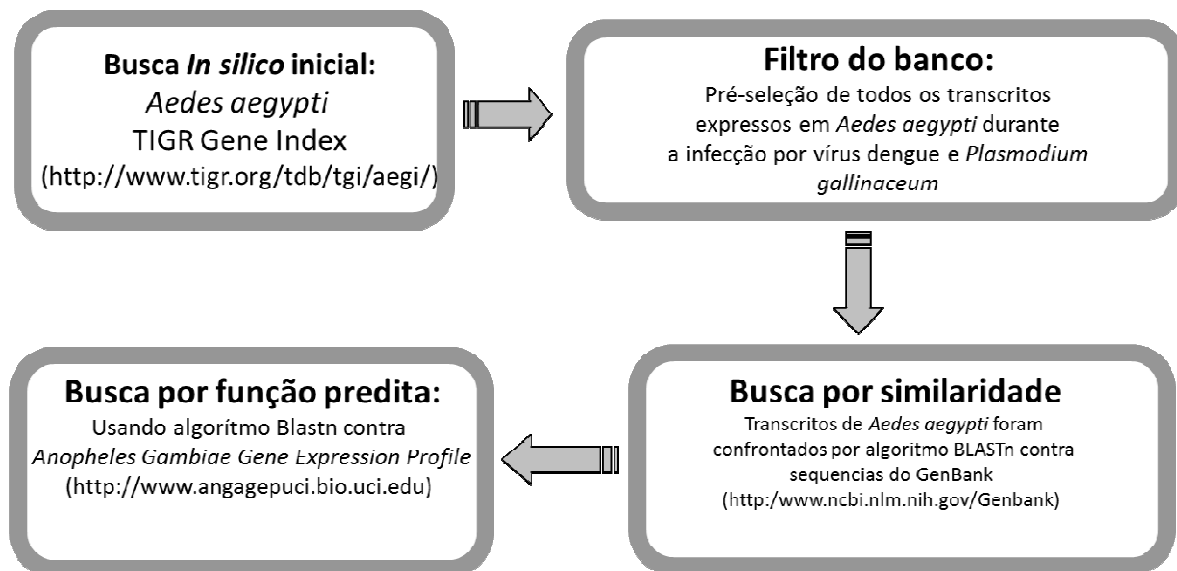 Busca In silico inicial:
Aedes aegypti
TIGR Gene Index
(http://www.tigr.org/tdb/tgi/aegi/)
Filtro do banco:
Pré-seleção de todos os transcritos
expressos em Aedes aegypti durante
a infecção por vírus dengue e Plasmodium
gallinaceum
Busca por similaridade
Transcritos de Aedes aegypti foram
confrontados por algoritmo BLASTn contra
sequencias do GenBank
(http:/www.ncbi.nlm.nih.gov/Genbank)
Busca por função predita:
Usando algorítmo Blastn contra
Anopheles Gambiae Gene Expression Profile
(http://www.angagepuci.bio.uci.edu)